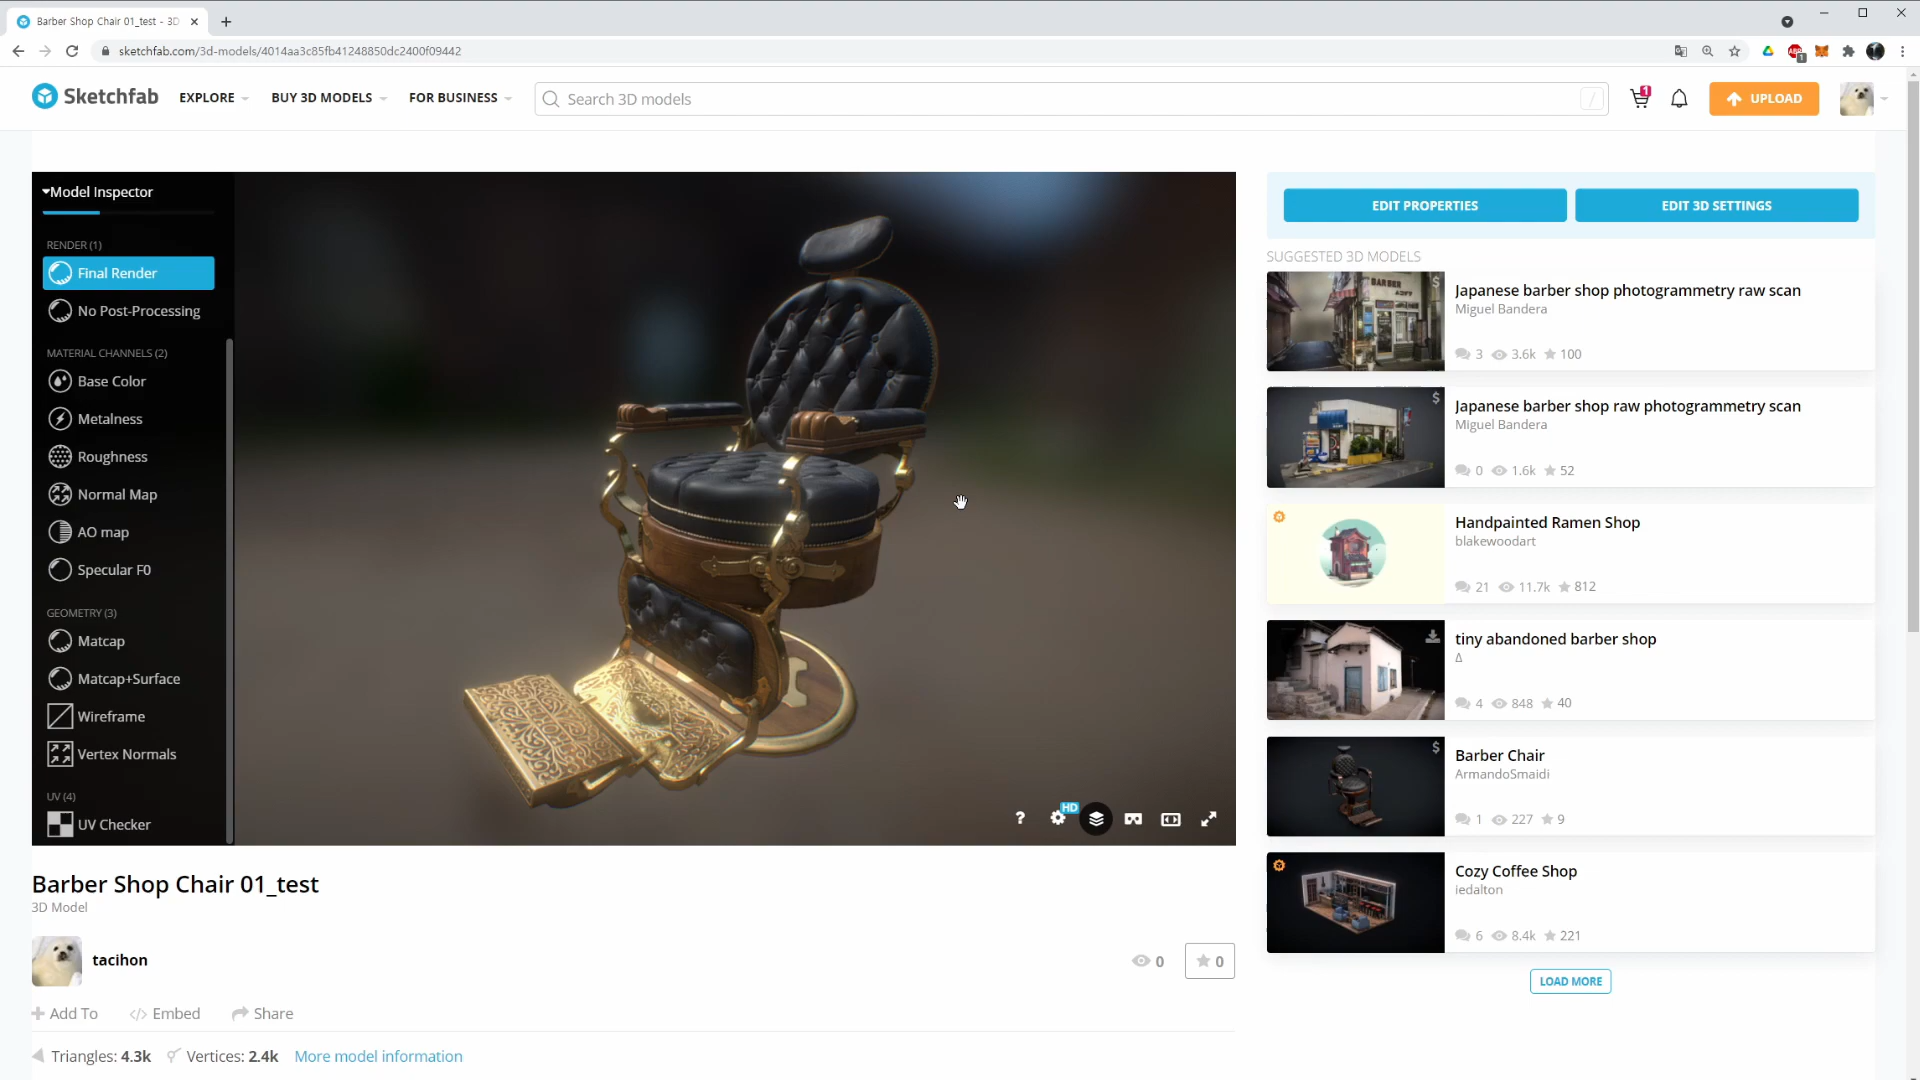 Barber Shop Chair 01_test - 3D
sketchfab.com/3d-models/4014aa3c85fb41248850dc2400f09442
ABP
1
Sketchfab
EXPLORE
BUY 3D MODELS
FOR BUSINESS
Search 3D models
/
1
UPLOAD
Model Inspector
RENDER (1)
Final Render
No Post-Processing
MATERIAL CHANNELS (2)
Base Color
Metalness
Roughness
Normal Map
AO map
Specular F0
GEOMETRY (3)
Matcap
Matcap+Surface
Wireframe
Vertex Normals
UV (4)
UV Checker
?
HD
Barber Shop Chair 01_test
3D Model
tacihon
0
0
Add To
Embed
Share
Triangles: 4.3k
Vertices: 2.4k
More model information
EDIT PROPERTIES
EDIT 3D SETTINGS
SUGGESTED 3D MODELS
BARBER
$
Japanese barber shop photogrammetry raw scan
Miguel Bandera
3 3.6k 100
$
Japanese barber shop raw photogrammetry scan
Miguel Bandera
0 1.6k 52
Handpainted Ramen Shop
blakewoodart
21 11.7k 812
tiny abandoned barber shop
Δ
4 848 40
$
Barber Chair
ArmandoSmaidi
1 227 9
Cozy Coffee Shop
iedalton
6 8.4k 221
LOAD MORE